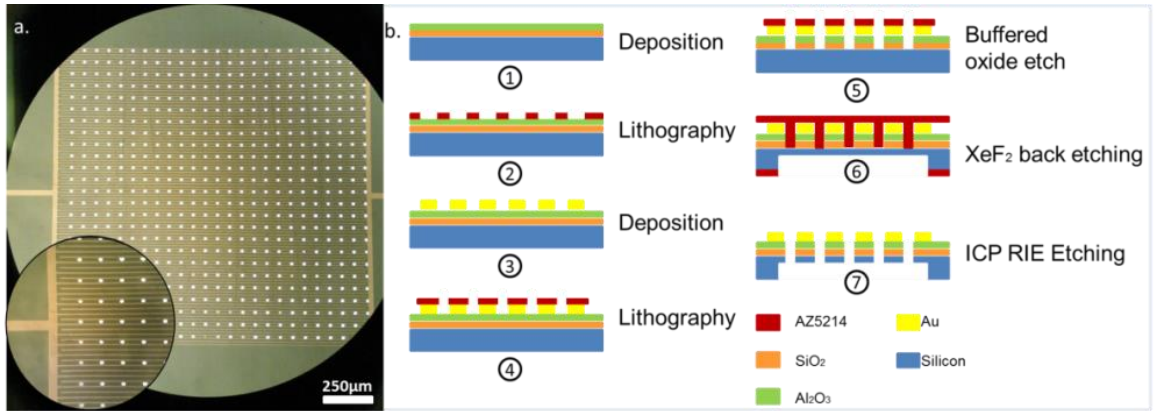 a.
250μm
b.
Deposition
①
Lithography
②
Deposition
③
Lithography
④
Buffered
oxide etch
⑤
XeF₂ back etching
⑥
ICP RIE Etching
⑦
AZ5214
Au
SiO₂
Silicon
Al₂O₃